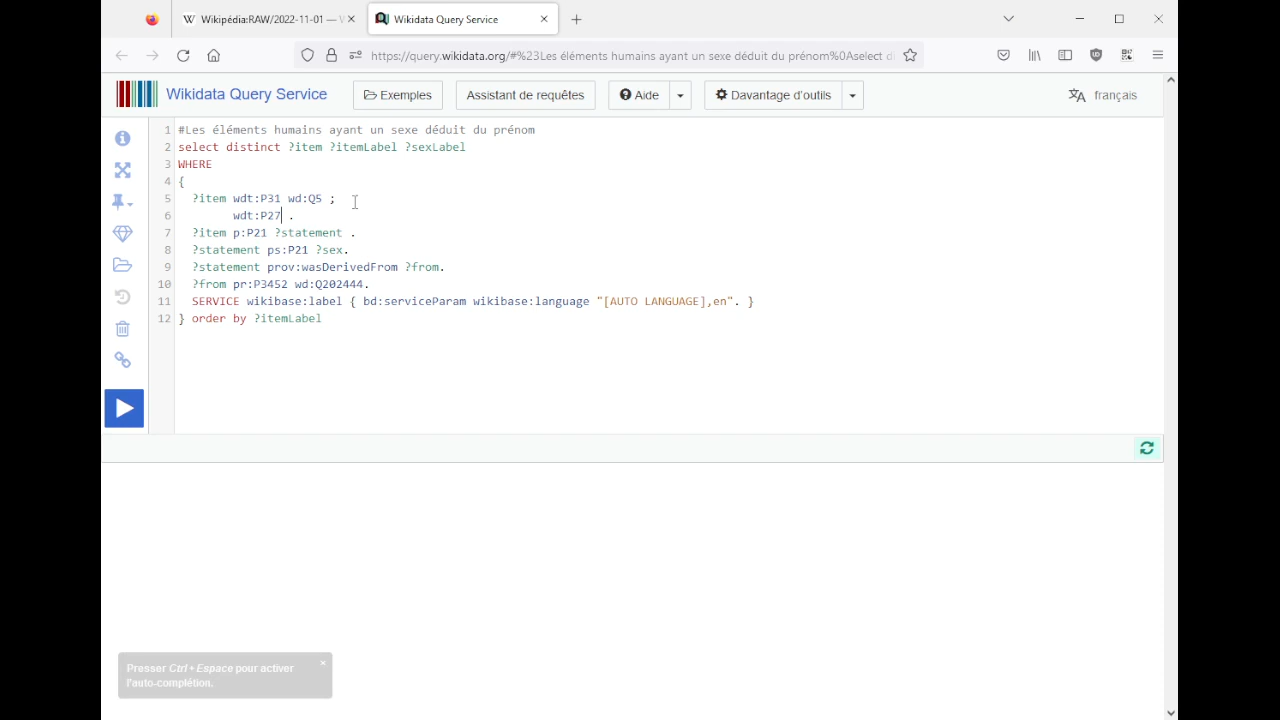 Wikipédia:RAW/2022-11-01 —
Wikidata Query Service
https://query.wikidata.org/#%23Les éléments humains ayant un sexe déduit du prénom%0Aselect di
Wikidata Query Service
Exemples
Assistant de requêtes
Aide
Davantage d'outils
français
1 #Les éléments humains ayant un sexe déduit du prénom
2 select distinct ?item ?itemLabel ?sexLabel
3 WHERE
4 {
5 ?item wdt:P31 wd:Q5 ;
6 wdt:P27 .
7 ?item p:P21 ?statement .
8 ?statement ps:P21 ?sex.
9 ?statement prov:wasDerivedFrom ?from.
10 ?from pr:P3452 wd:Q202444.
11 SERVICE wikibase:label { bd:serviceParam wikibase:language "[AUTO LANGUAGE],en". }
12 } order by ?itemLabel
Presser Ctrl + Espace pour activer
l'auto-complétion.